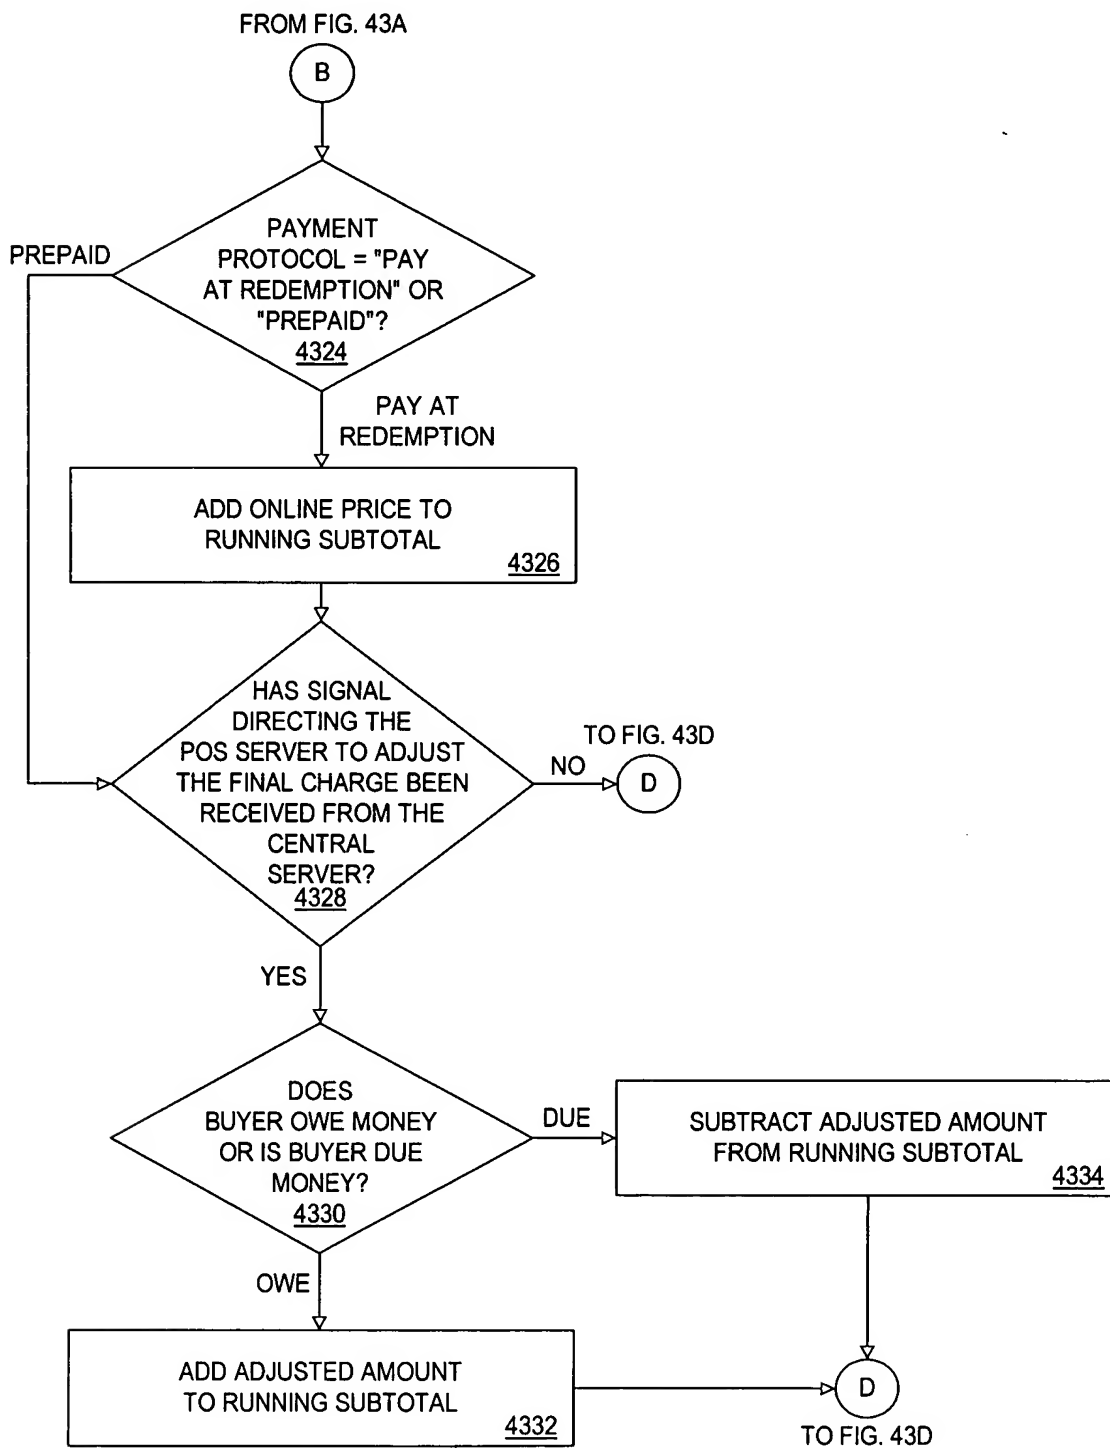 FROM FIG. 43A
B
PAYMENT
PROTOCOL = "PAY
AT REDEMPTION" OR
"PREPAID"?
4324
PREPAID
PAY AT
REDEMPTION
ADD ONLINE PRICE TO
RUNNING SUBTOTAL
4326
HAS SIGNAL
DIRECTING THE
POS SERVER TO ADJUST
THE FINAL CHARGE BEEN
RECEIVED FROM THE
CENTRAL
SERVER?
4328
NO
TO FIG. 43D
D
YES
DOES
BUYER OWE MONEY
OR IS BUYER DUE
MONEY?
4330
DUE
SUBTRACT ADJUSTED AMOUNT
FROM RUNNING SUBTOTAL
4334
OWE
ADD ADJUSTED AMOUNT
TO RUNNING SUBTOTAL
4332
D
TO FIG. 43D